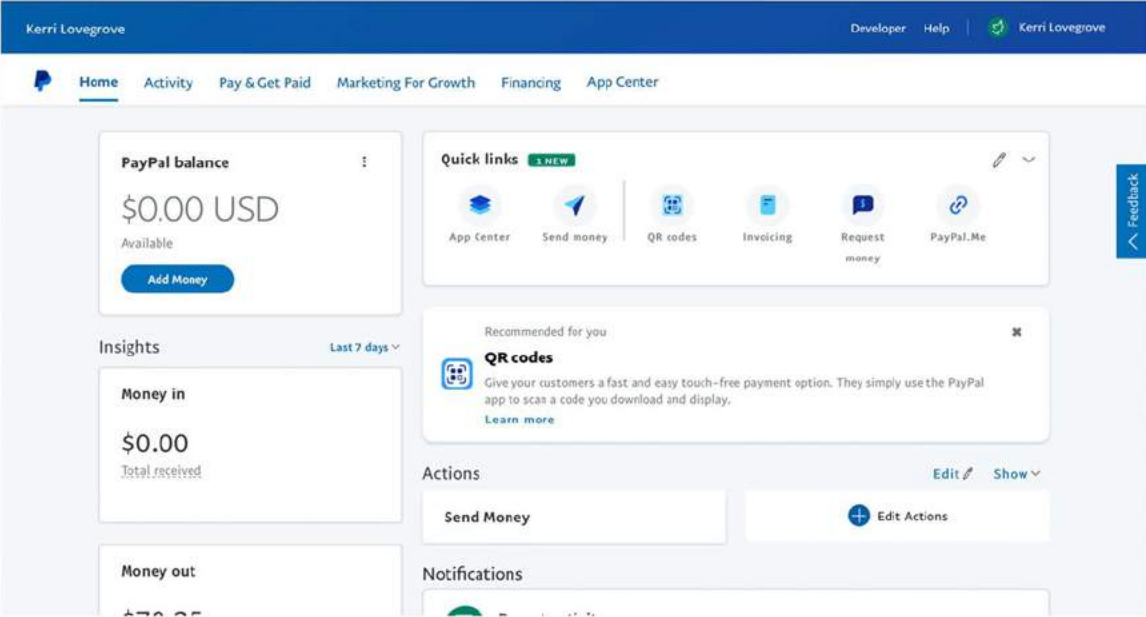 Kerri Lovegrove
Developer Help Kerri Lovegrove
Home Activity Pay & Get Paid Marketing For Growth Financing App Center
PayPal balance
$0.00 USD
Available
Add Money
Quick links 1 NEW
App Center Send money QR codes Invoicing Request money PayPal.Me
Feedback
Insights Last 7 days
Money in
$0.00
Total received
Money out
Recommended for you
QR codes
Give your customers a fast and easy touch-free payment option. They simply use the PayPal
app to scan a code you download and display.
Learn more
Actions Edit Show
Send Money
Edit Actions
Notifications